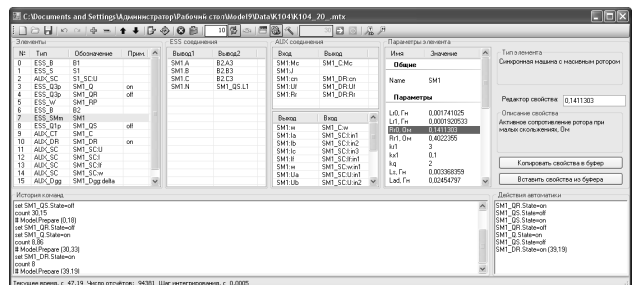 C:\Documents and Settings\Администратор\Рабочий стол\Model9\Data\K104\K104_20_.mtx
10
30
Элементы
№ Тип Обозначение Прим.
0 ESS_B B1
1 ESS_S S1
2 AUX_SC S1_SC:U
3 ESS_Q3p SM1_Q on
4 ESS_Q3p SM1_QR off
5 ESS_W SM1_RP
6 ESS_B B2
7 ESS_SMm SM1
8 ESS_Q1p SM1_QS off
9 AUX_CT SM1_C
10 AUX_DR SM1_DR on
11 AUX_SC SM1_SC:U
12 AUX_SC SM1_SC:I
13 AUX_SC SM1_SC:If
14 AUX_SC SM1_SC:w
15 AUX_Dgg SM1_Dgg:delta
ESS соединения
Вывод1 Вывод2
SM1.A B2.A3
SM1.B B2.B3
SM1.C B2.C3
SM1.N SM1_QS.L1
AUX соединения
Вход Выход
SM1:Mc SM1_C:Mc
SM1:J
SM1:cn SM1_DR:cn
SM1:Uf SM1_DR:Uf
SM1:Rr SM1_DR:Rr
Выход Вход
SM1:w SM1_C:w
SM1:Ia SM1_SC:I:in1
SM1:Ib SM1_SC:I:in2
SM1:Ic SM1_SC:I:in3
SM1:If SM1_SC:If:in1
SM1:w SM1_SC:w:in1
SM1:Ua SM1_SC:U:in1
SM1:Ub SM1_SC:U:in2
Параметры элемента
Имя Значение
Общие
Name SM1
Параметры
Lr0, Гн 0,001741025
Lr1, Гн 0,0001920533
Rr0, Ом 0,1411303
Rr1, Ом 0,4022355
ku1 3
kx1 0,1
kq 2
Ls, Гн 0,003368359
Lad, Гн 0,02454797
Тип элемента
Синхронная машина с масивным ротором
Редактор свойства: 0,1411303
Описание свойства
Активное сопротивление ротора при
малых скольжениях, Ом
Копировать свойства в буфер
Вставить свойства из буфера
История команд
set SM1_QS.State=off
count 30,15
# Model.Prepare (0,18)
set SM1_QR.State=off
set SM1_Q.State=on
count 8,86
# Model.Prepare (30,33)
count 8
# Model.Prepare (39,19)
Действия автоматики
SM1_QR.State=on
SM1_QS.State=off
SM1_QR.State=off
SM1_Q.State=on
SM1_QS.State=off
SM1_DR.State=on (39,19)
Текущее время, с 47,19 Число отсчётов: 94381 Шаг интегрирования, с 0,0005